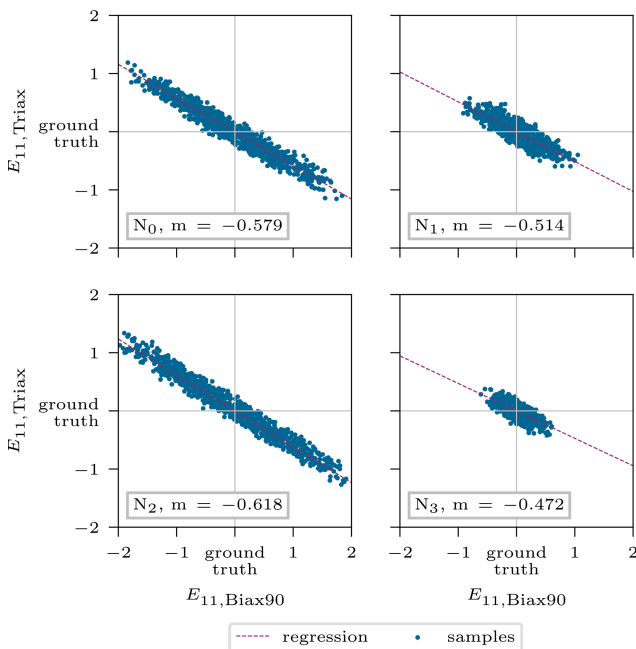 2
1
ground
truth
−1
−2
E11,Triax
N0, m = −0.579
N1, m = −0.514
2
1
ground
truth
−1
−2
E11,Triax
N2, m = −0.618
N3, m = −0.472
−2 −1 ground truth 1 2
−2 −1 ground truth 1 2
E11,Biax90 E11,Biax90
regression samples